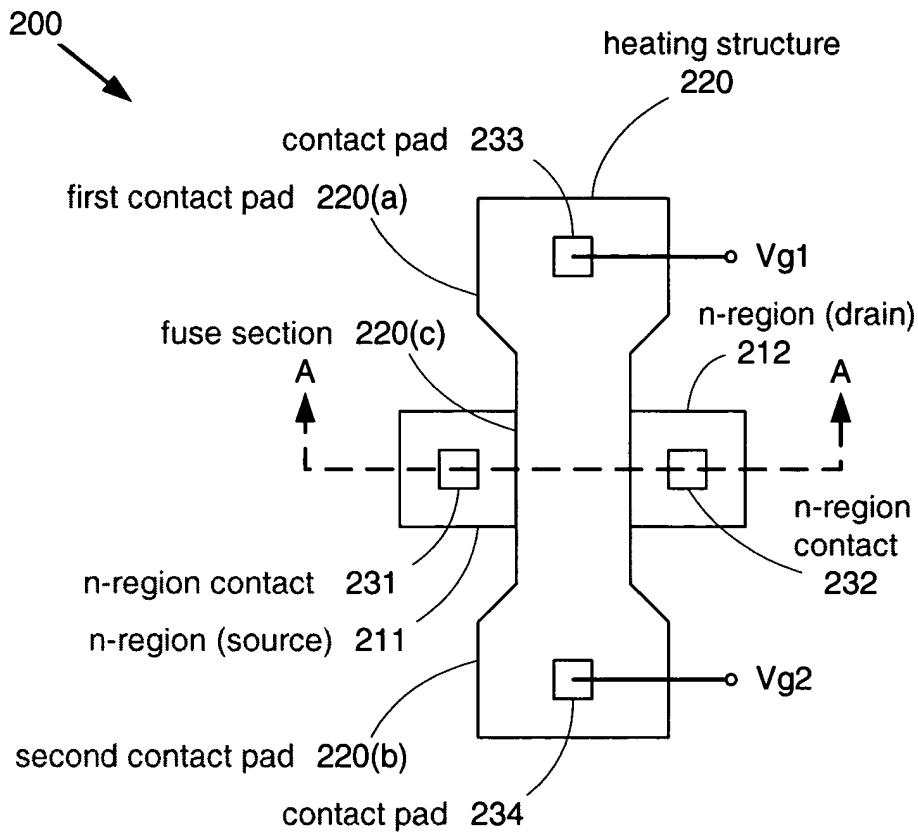 200
heating structure
220
contact pad 233
first contact pad 220(a)
Vg1
n-region (drain)
212
fuse section 220(c)
A
A
n-region
contact
232
n-region contact 231
n-region (source) 211
Vg2
second contact pad 220(b)
contact pad 234